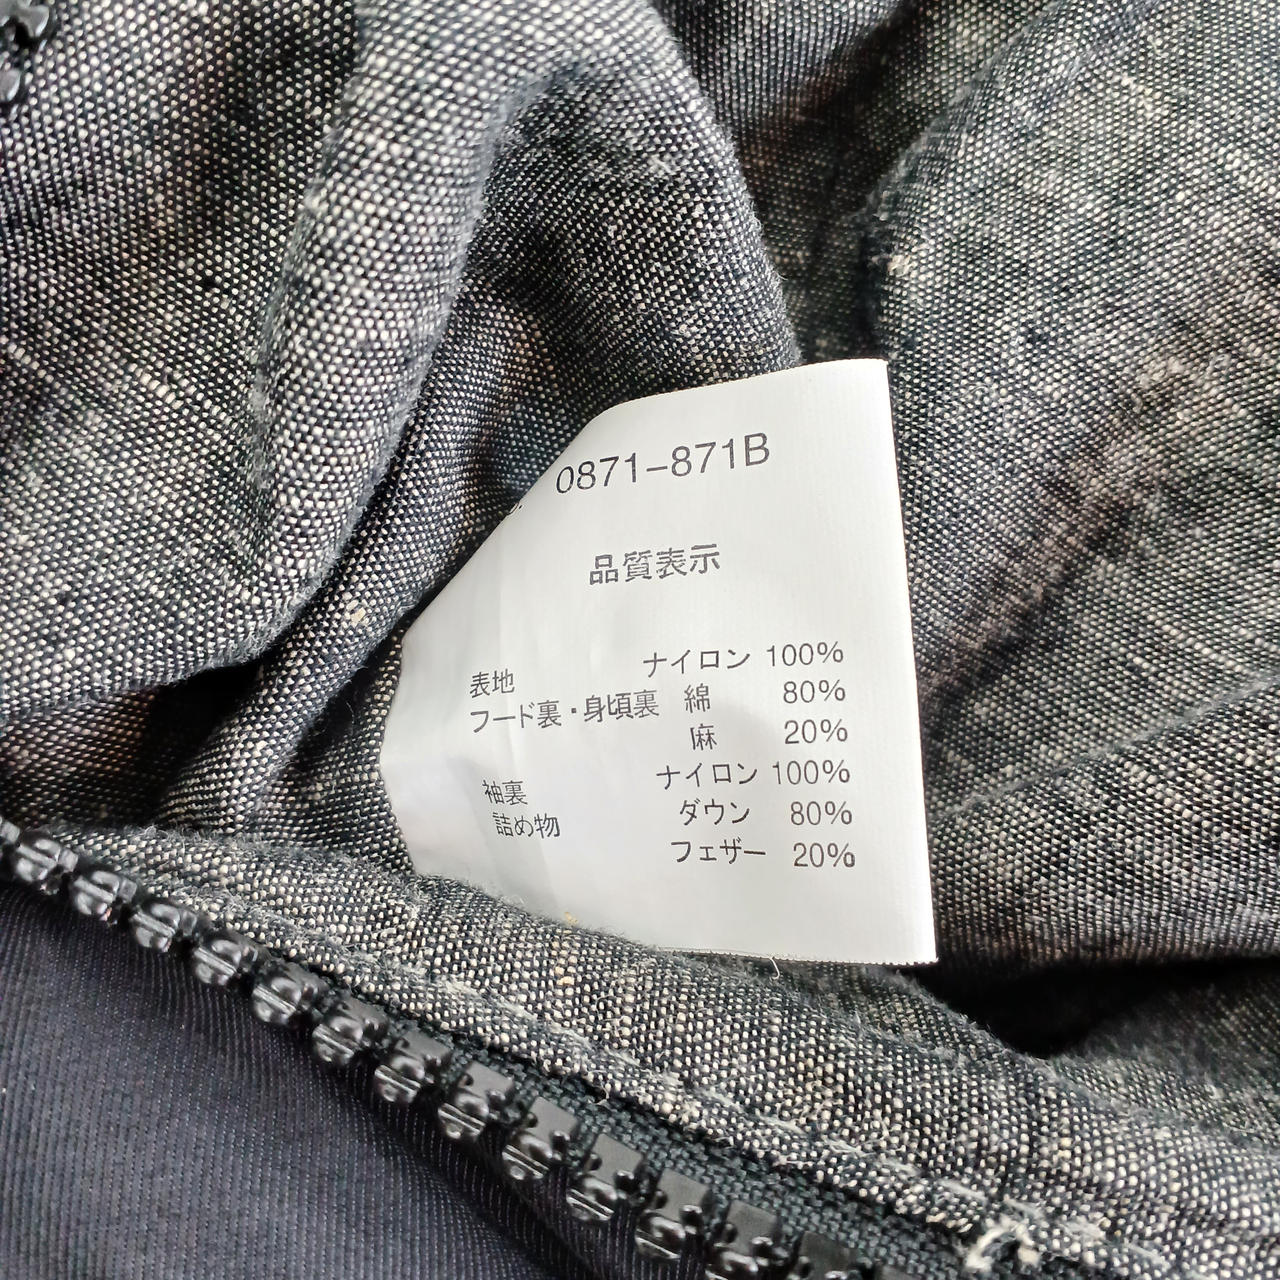 0871-871B
品質表示
表地 ナイロン 100%
フード裏・身頃裏 綿 80%
麻 20%
袖裏 ナイロン 100%
詰め物 ダウン 80%
フェザー 20%